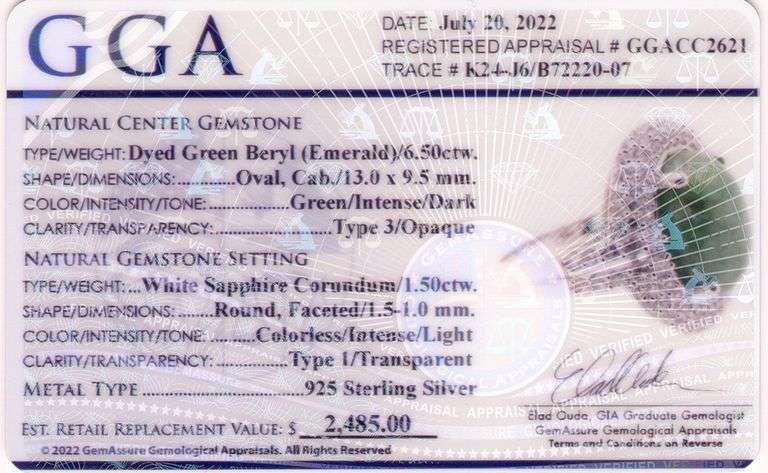 GGA
DATE: July 20, 2022
REGISTERED APPRAISAL # GGACC2621
TRACE # K24-J6/B72220-07
NATURAL CENTER GEMSTONE
TYPE/WEIGHT: Dyed Green Beryl (Emerald)/6.50ctw.
SHAPE/DIMENSIONS: .........Oval, Cab./13.0 x 9.5 mm.
COLOR/INTENSITY/TONE: ...................Green/Intense/Dark
CLARITY/TRANSPARENCY: ..........................Type 3/Opaque
NATURAL GEMSTONE SETTING
TYPE/WEIGHT: ...White Sapphire Corundum/1.50ctw.
SHAPE/DIMENSIONS: ..........Round, Faceted/1.5-1.0 mm.
COLOR/INTENSITY/TONE: ......Colorless/Intense/Light
CLARITY/TRANSPARENCY: .............Type 1/Transparent
METAL TYPE ....................... 925 Sterling Silver
EST. RETAIL REPLACEMENT VALUE: $ 2,485.00
© 2022 GemAssure Gemological Appraisals. All Rights Reserved
Elad Ouda, GIA Graduate Gemologist
GemAssure Gemological Appraisals
Terms and Conditions on Reverse